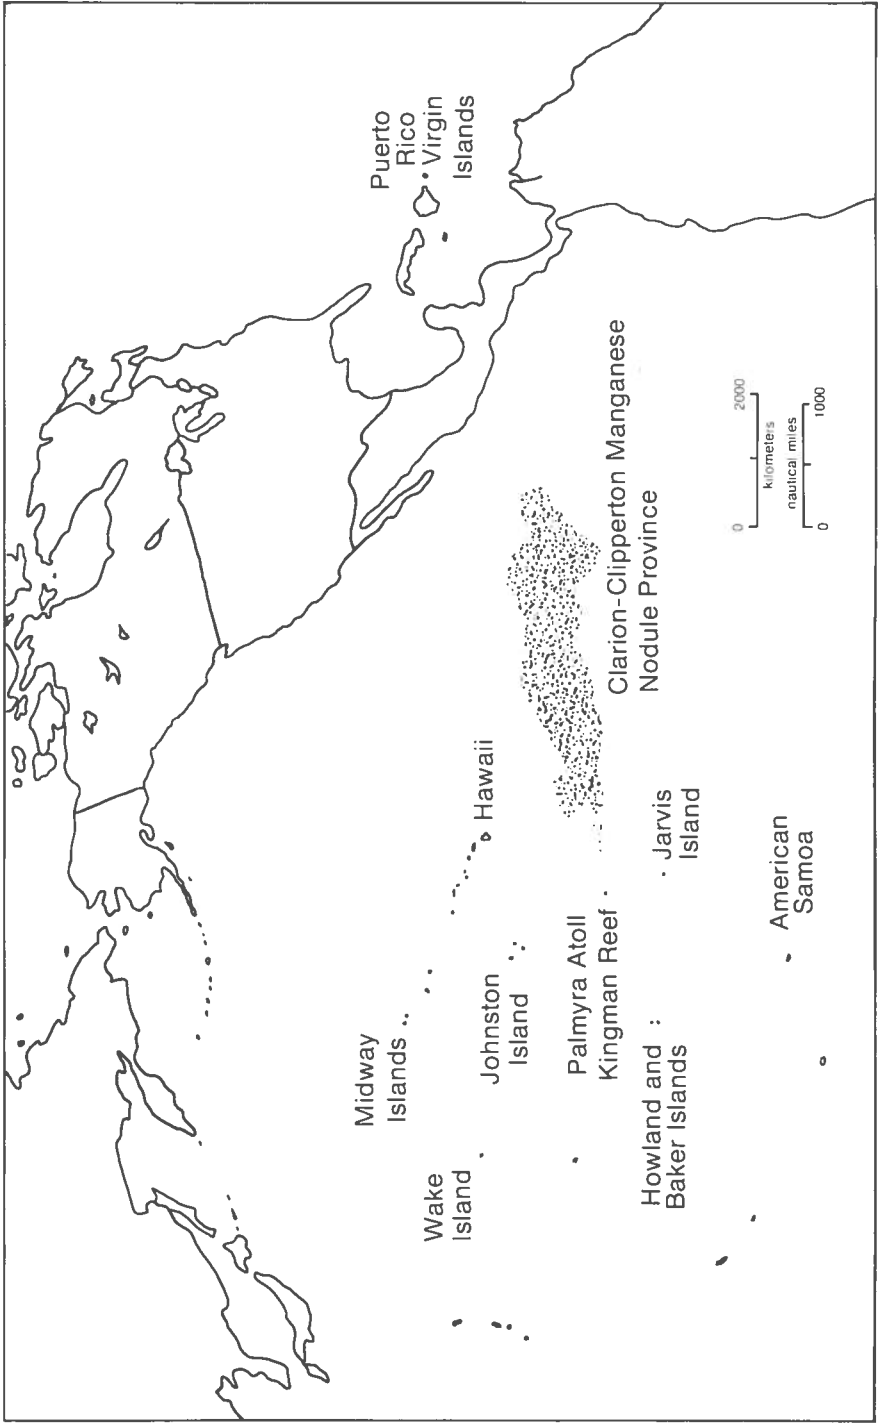 Puerto
Rico
Virgin
Islands
Midway
Islands
Hawaii
Wake
Island
Johnston
Island
Palmyra Atoll
Kingman Reef
Clarion-Clipperton Manganese
Nodule Province
Howland and
Baker Islands
Jarvis
Island
American
Samoa
0 2000
kilometers
nautical miles
0 1000